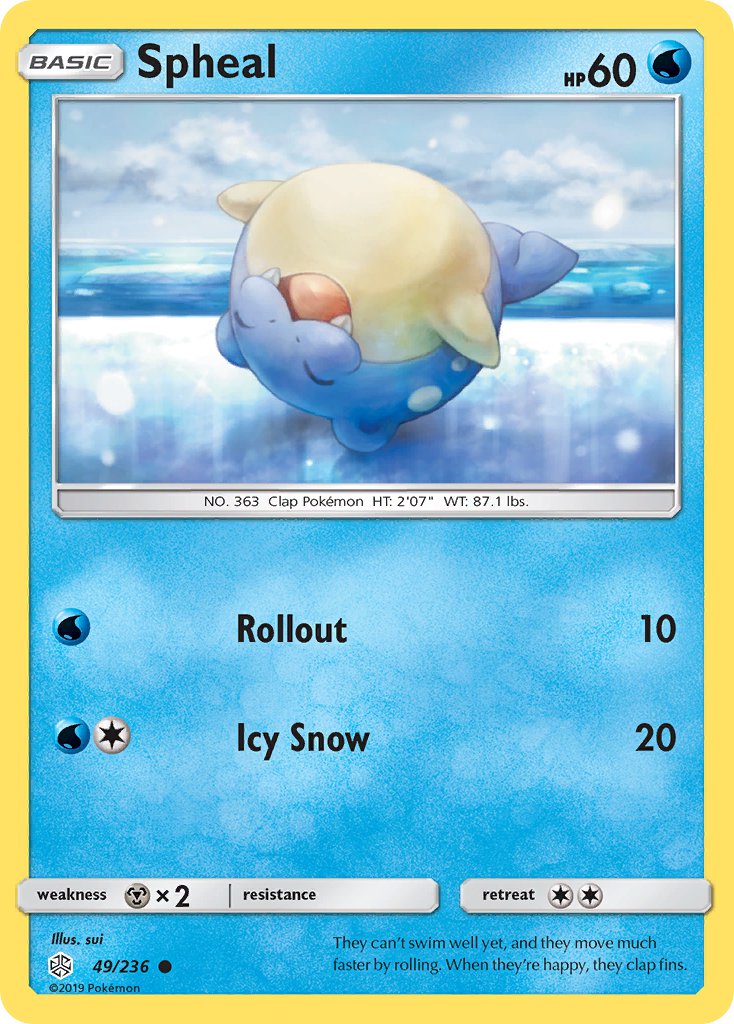 BASIC Spheal HP60
NO. 363 Clap Pokémon HT: 2'07" WT: 87.1 lbs.
Rollout 10
Icy Snow 20
weakness ×2 resistance retreat
Illus. sui
They can't swim well yet, and they move much
faster by rolling. When they're happy, they clap fins.
49/236
©2019 Pokémon